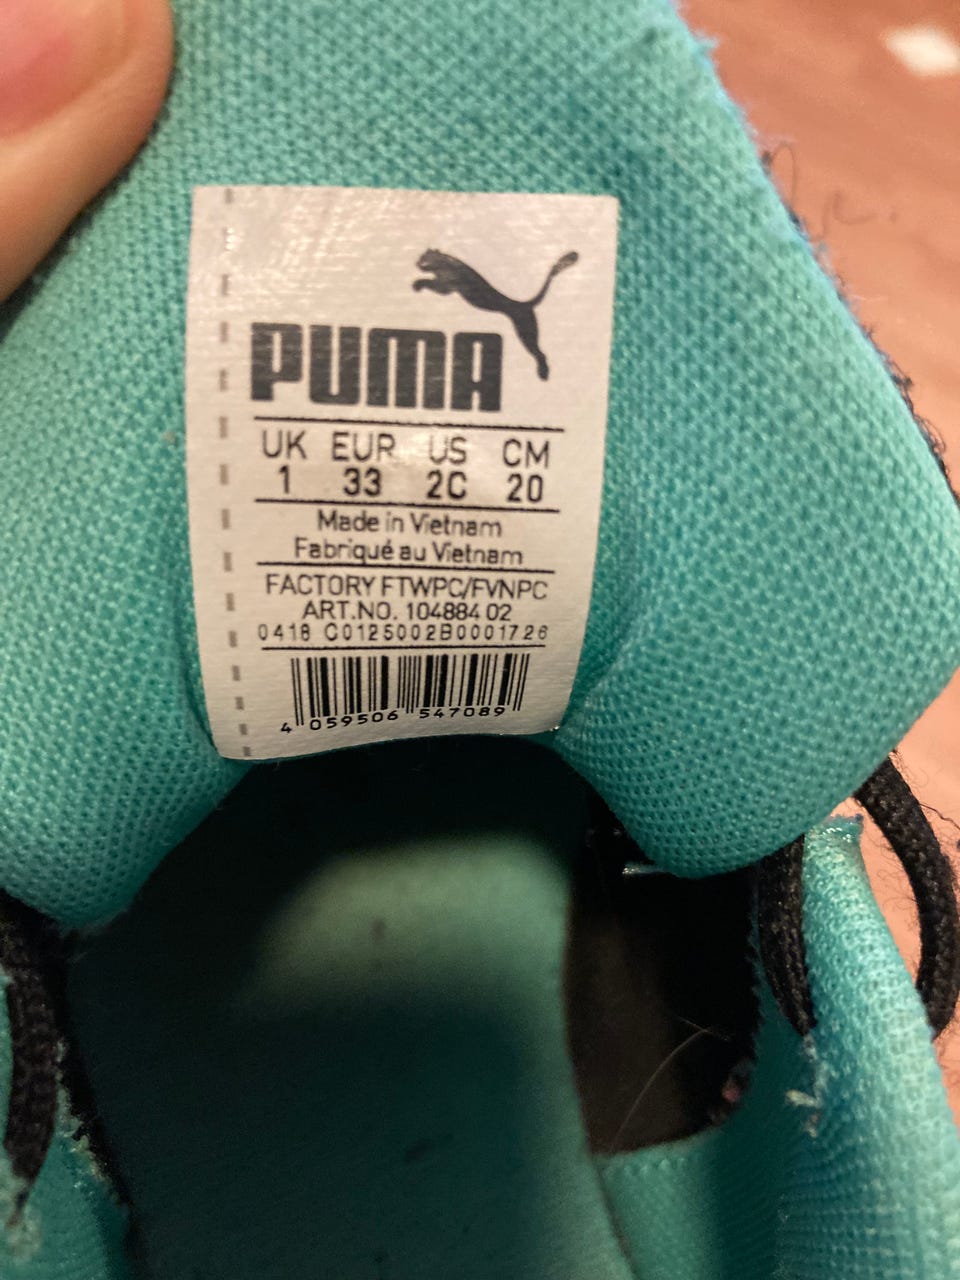 PUMA
UK EUR US CM
1 33 2C 20
Made in Vietnam
Fabriqué au Vietnam
FACTORY FTWPC/FVNPC
ART.NO. 104884 02
0418 C0125002B0001726
4 059506 547089